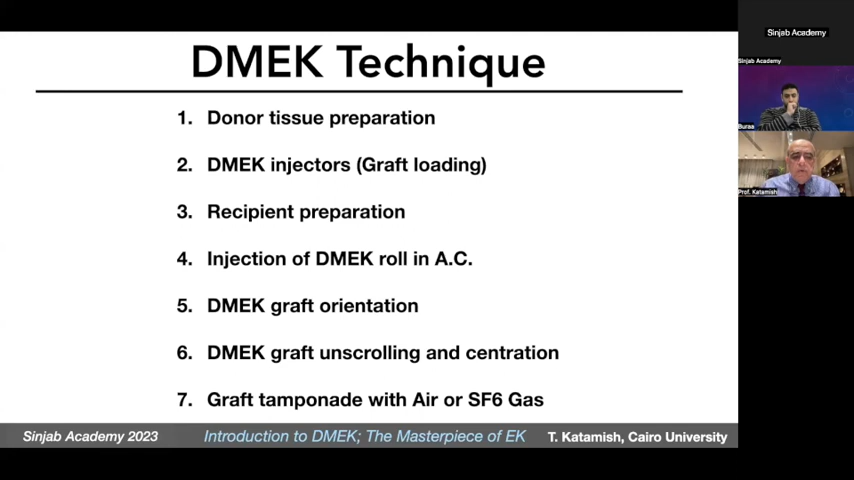 DMEK Technique
1. Donor tissue preparation
2. DMEK injectors (Graft loading)
3. Recipient preparation
4. Injection of DMEK roll in A.C.
5. DMEK graft orientation
6. DMEK graft unscrolling and centration
7. Graft tamponade with Air or SF6 Gas
Sinjab Academy 2023 Introduction to DMEK; The Masterpiece of EK T. Katamish, Cairo University
Sinjab Academy
Sinjab Academy
Buraa
Prof. Katamish